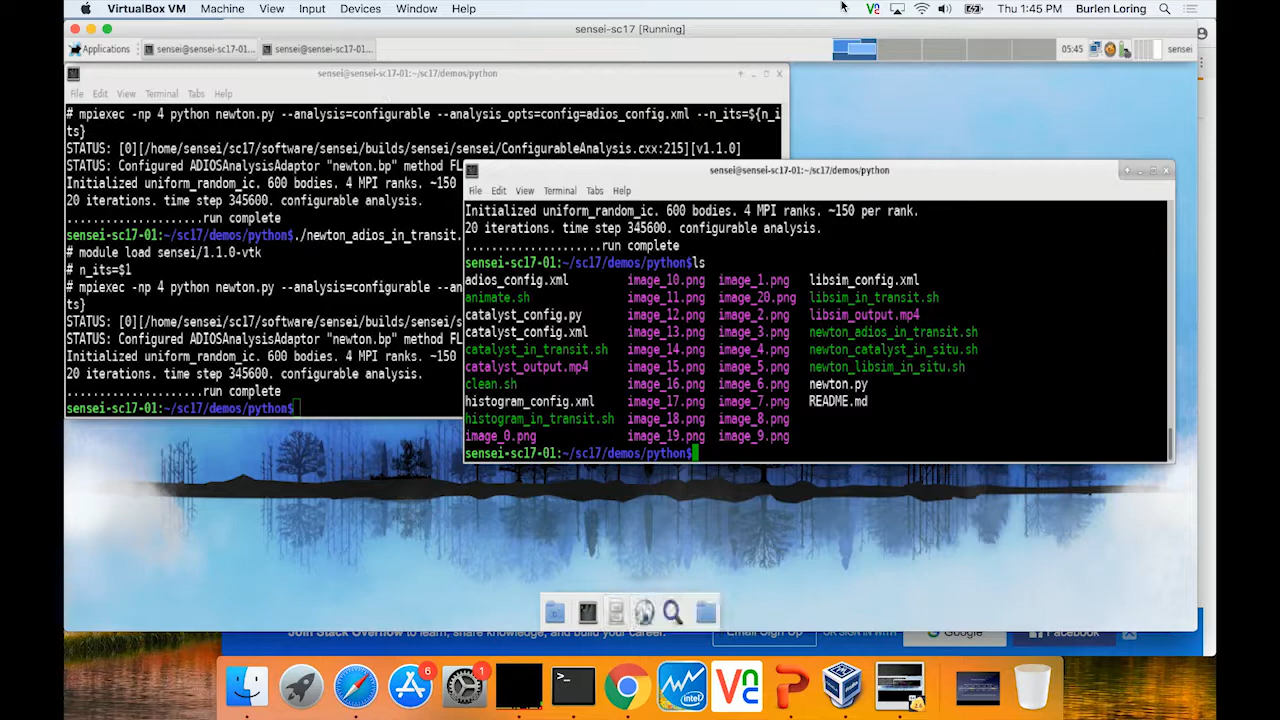 VirtualBox VM Machine View Input Devices Window Help Thu 1:45 PM Burlen Loring
sensei-sc17 [Running]
Applications sensei@sensei-sc17-01... sensei@sensei-sc17-01... 05:45 sensei
sensei@sensei-sc17-01:~/sc17/demos/python
File Edit View Terminal Tabs Help
# mpiexec -np 4 python newton.py --analysis=configurable --analysis_opts=config=adios_config.xml --n_its=${n_i
ts}
STATUS: [0][/home/sensei/sc17/software/sensei/builds/sensei/sensei/ConfigurableAnalysis.cxx:215][v1.1.0]
STATUS: Configured ADIOSAnalysisAdaptor "newton.bp" method FL
Initialized uniform_random_ic. 600 bodies. 4 MPI ranks. ~150
20 iterations. time step 345600. configurable analysis.
....................run complete
sensei-sc17-01:~/sc17/demos/python$./newton_adios_in_transit.
# module load sensei/1.1.0-vtk
# n_its=$1
# mpiexec -np 4 python newton.py --analysis=configurable --an
ts}
STATUS: [0][/home/sensei/sc17/software/sensei/builds/sensei/s
STATUS: Configured ADIOSAnalysisAdaptor "newton.bp" method FL
Initialized uniform_random_ic. 600 bodies. 4 MPI ranks. ~150
20 iterations. time step 345600. configurable analysis.
....................run complete
sensei-sc17-01:~/sc17/demos/python$
sensei@sensei-sc17-01:~/sc17/demos/python
File Edit View Terminal Tabs Help
Initialized uniform_random_ic. 600 bodies. 4 MPI ranks. ~150 per rank.
20 iterations. time step 345600. configurable analysis.
....................run complete
sensei-sc17-01:~/sc17/demos/python$ls
adios_config.xml image_10.png image_1.png libsim_config.xml
animate.sh image_11.png image_20.png libsim_in_transit.sh
catalyst_config.py image_12.png image_2.png libsim_output.mp4
catalyst_config.xml image_13.png image_3.png newton_adios_in_transit.sh
catalyst_in_transit.sh image_14.png image_4.png newton_catalyst_in_situ.sh
catalyst_output.mp4 image_15.png image_5.png newton_libsim_in_situ.sh
clean.sh image_16.png image_6.png newton.py
histogram_config.xml image_17.png image_7.png README.md
histogram_in_transit.sh image_18.png image_8.png
image_0.png image_19.png image_9.png
sensei-sc17-01:~/sc17/demos/python$
Join Stack Overflow to learn, share knowledge, and build your career. Email Sign Up OR SIGN IN WITH Google Facebook
6 1
intel